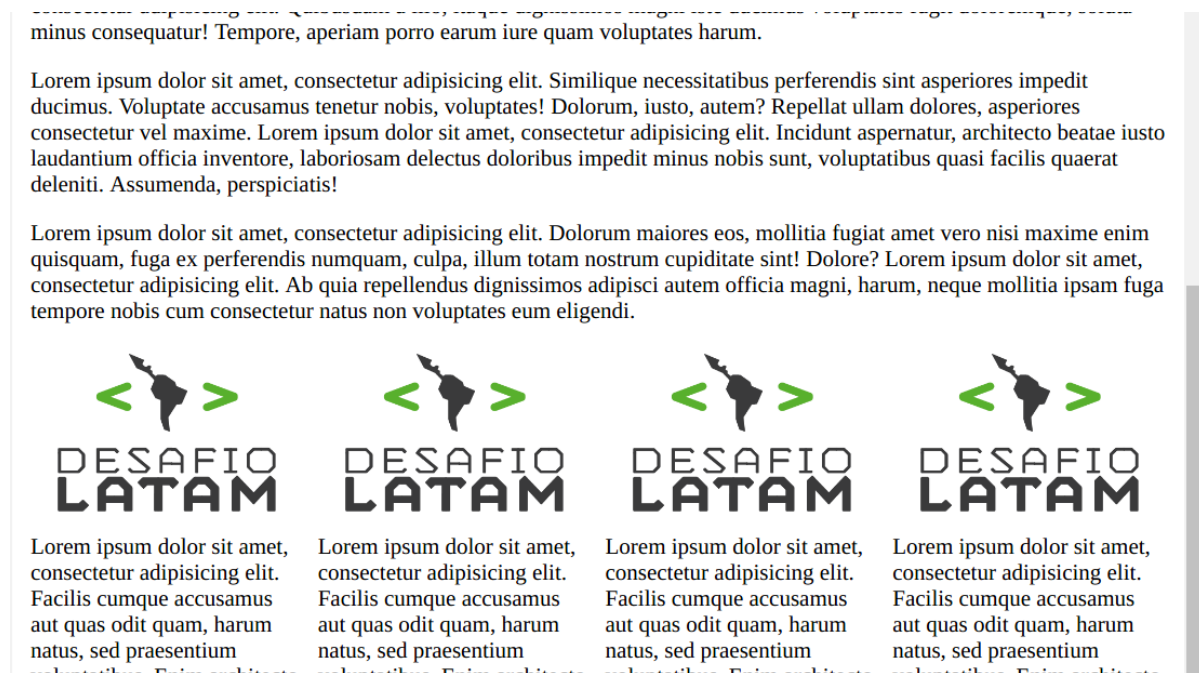 minus consequatur! Tempore, aperiam porro earum iure quam voluptates harum.
Lorem ipsum dolor sit amet, consectetur adipisicing elit. Similique necessitatibus perferendis sint asperiores impedit
ducimus. Voluptate accusamus tenetur nobis, voluptates! Dolorum, iusto, autem? Repellat ullam dolores, asperiores
consectetur vel maxime. Lorem ipsum dolor sit amet, consectetur adipisicing elit. Incidunt aspernatur, architecto beatae iusto
laudantium officia inventore, laboriosam delectus doloribus impedit minus nobis sunt, voluptatibus quasi facilis quaerat
deleniti. Assumenda, perspiciatis!
Lorem ipsum dolor sit amet, consectetur adipisicing elit. Dolorum maiores eos, mollitia fugiat amet vero nisi maxime enim
quisquam, fuga ex perferendis numquam, culpa, illum totam nostrum cupiditate sint! Dolore? Lorem ipsum dolor sit amet,
consectetur adipisicing elit. Ab quia repellendus dignissimos adipisci autem officia magni, harum, neque mollitia ipsam fuga
tempore nobis cum consectetur natus non voluptates eum eligendi.
< >
DESAFIO
LATAM
Lorem ipsum dolor sit amet,
consectetur adipisicing elit.
Facilis cumque accusamus
aut quas odit quam, harum
natus, sed praesentium
< >
DESAFIO
LATAM
Lorem ipsum dolor sit amet,
consectetur adipisicing elit.
Facilis cumque accusamus
aut quas odit quam, harum
natus, sed praesentium
< >
DESAFIO
LATAM
Lorem ipsum dolor sit amet,
consectetur adipisicing elit.
Facilis cumque accusamus
aut quas odit quam, harum
natus, sed praesentium
< >
DESAFIO
LATAM
Lorem ipsum dolor sit amet,
consectetur adipisicing elit.
Facilis cumque accusamus
aut quas odit quam, harum
natus, sed praesentium